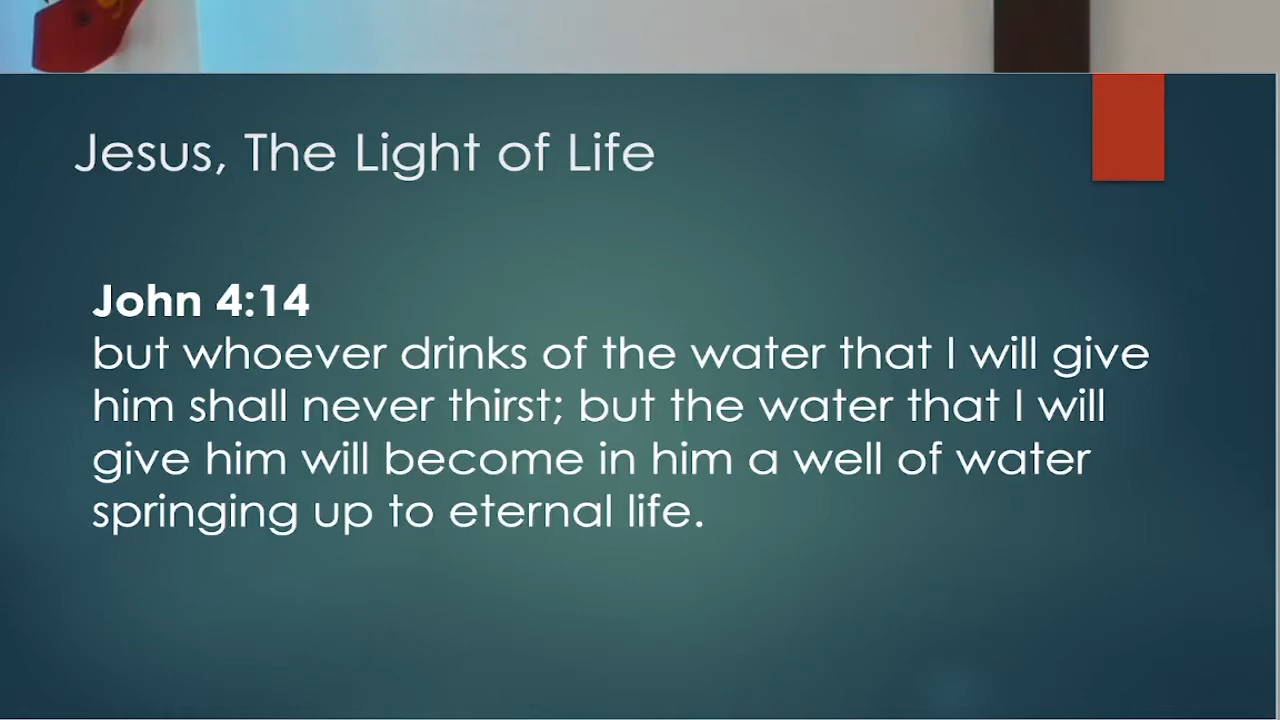 Jesus, The Light of Life
John 4:14
but whoever drinks of the water that I will give
him shall never thirst; but the water that I will
give him will become in him a well of water
springing up to eternal life.